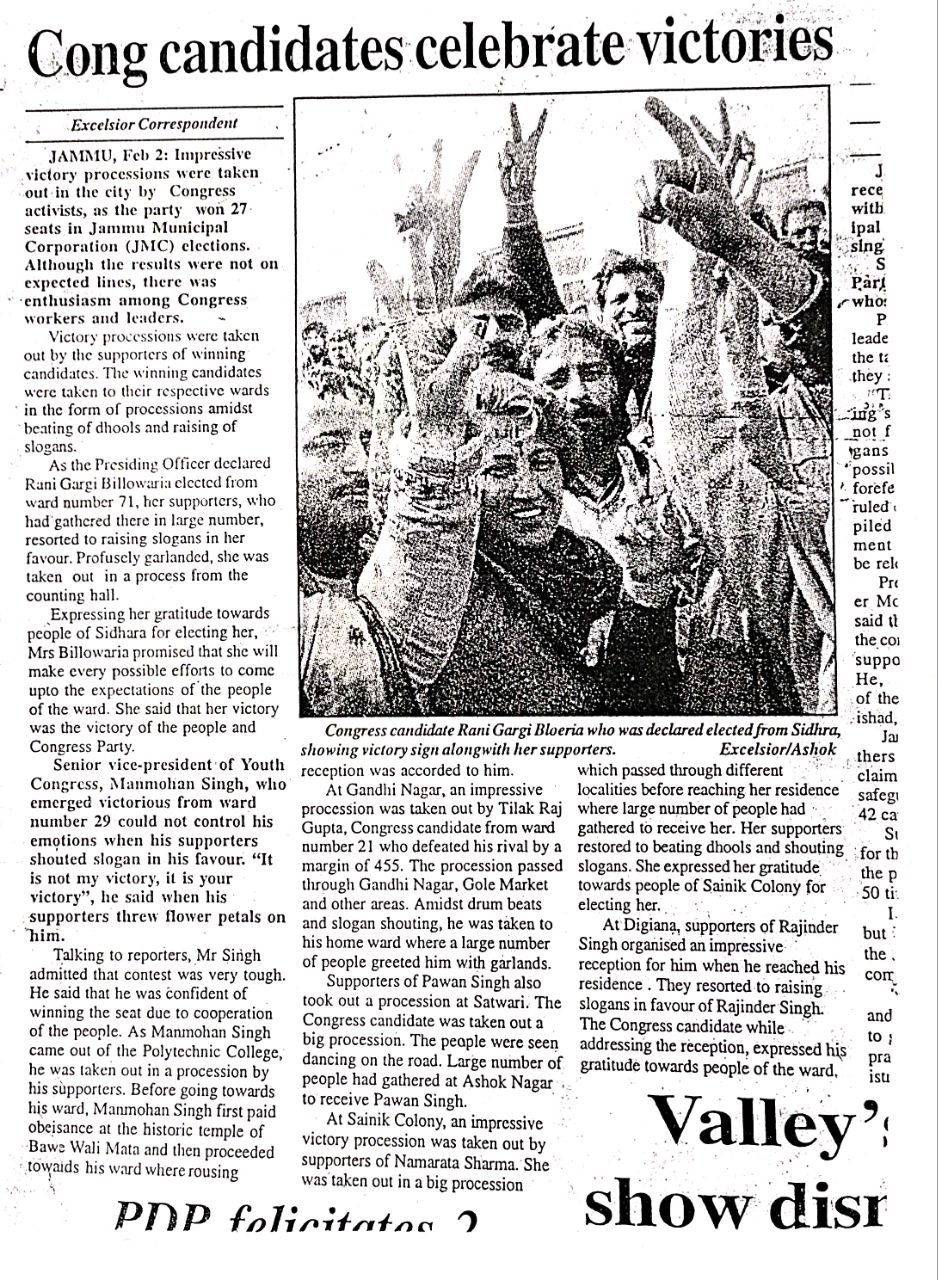 Cong candidates celebrate victories
Excelsior Correspondent
JAMMU, Feb 2: Impressive
victory processions were taken
out in the city by Congress
activists, as the party won 27
seats in Jammu Municipal
Corporation (JMC) elections.
Although the results were not on
expected lines, there was
enthusiasm among Congress
workers and leaders.
Victory processions were taken
out by the supporters of winning
candidates. The winning candidates
were taken to their respective wards
in the form of processions amidst
beating of dhools and raising of
slogans.
As the Presiding Officer declared
Rani Gargi Billowaria elected from
ward number 71, her supporters, who
had gathered there in large number,
resorted to raising slogans in her
favour. Profusely garlanded, she was
taken out in a process from the
counting hall.
Expressing her gratitude towards
people of Sidhara for electing her,
Mrs Billowaria promised that she will
make every possible efforts to come
upto the expectations of the people
of the ward. She said that her victory
was the victory of the people and
Congress Party.
Senior vice-president of Youth
Congress, Manmohan Singh, who
emerged victorious from ward
number 29 could not control his
emotions when his supporters
shouted slogan in his favour. “It
is not my victory, it is your
victory”, he said when his
supporters threw flower petals on
him.
Talking to reporters, Mr Singh
admitted that contest was very tough.
He said that he was confident of
winning the seat due to cooperation
of the people. As Manmohan Singh
came out of the Polytechnic College,
he was taken out in a procession by
his supporters. Before going towards
his ward, Manmohan Singh first paid
obeisance at the historic temple of
Bawe Wali Mata and then proceeded
towards his ward where rousing
Congress candidate Rani Gargi Bloeria who was declared elected from Sidhra,
showing victory sign alongwith her supporters. Excelsior/Ashok
reception was accorded to him.
At Gandhi Nagar, an impressive
procession was taken out by Tilak Raj
Gupta, Congress candidate from ward
number 21 who defeated his rival by a
margin of 455. The procession passed
through Gandhi Nagar, Gole Market
and other areas. Amidst drum beats
and slogan shouting, he was taken to
his home ward where a large number
of people greeted him with garlands.
Supporters of Pawan Singh also
took out a procession at Satwari. The
Congress candidate was taken out a
big procession. The people were seen
dancing on the road. Large number of
people had gathered at Ashok Nagar
to receive Pawan Singh.
At Sainik Colony, an impressive
victory procession was taken out by
supporters of Namarata Sharma. She
was taken out in a big procession
which passed through different
localities before reaching her residence
where large number of people had
gathered to receive her. Her supporters
restored to beating dhools and shouting
slogans. She expressed her gratitude
towards people of Sainik Colony for
electing her.
At Digiana, supporters of Rajinder
Singh organised an impressive
reception for him when he reached his
residence . They resorted to raising
slogans in favour of Rajinder Singh.
The Congress candidate while
addressing the reception, expressed his
gratitude towards people of the ward.
J
rece
with
ipal
sing
S
who
P
leade
the
they
ing's
not f
gans
possil
forefe
ruled
piled
ment
be rel
er Mc
said
the
suppo
He,
of the
ishad,
thers
claim
42 ca
the p
50
but
the
and
to
pra
Valley's
show
PDP felicitates